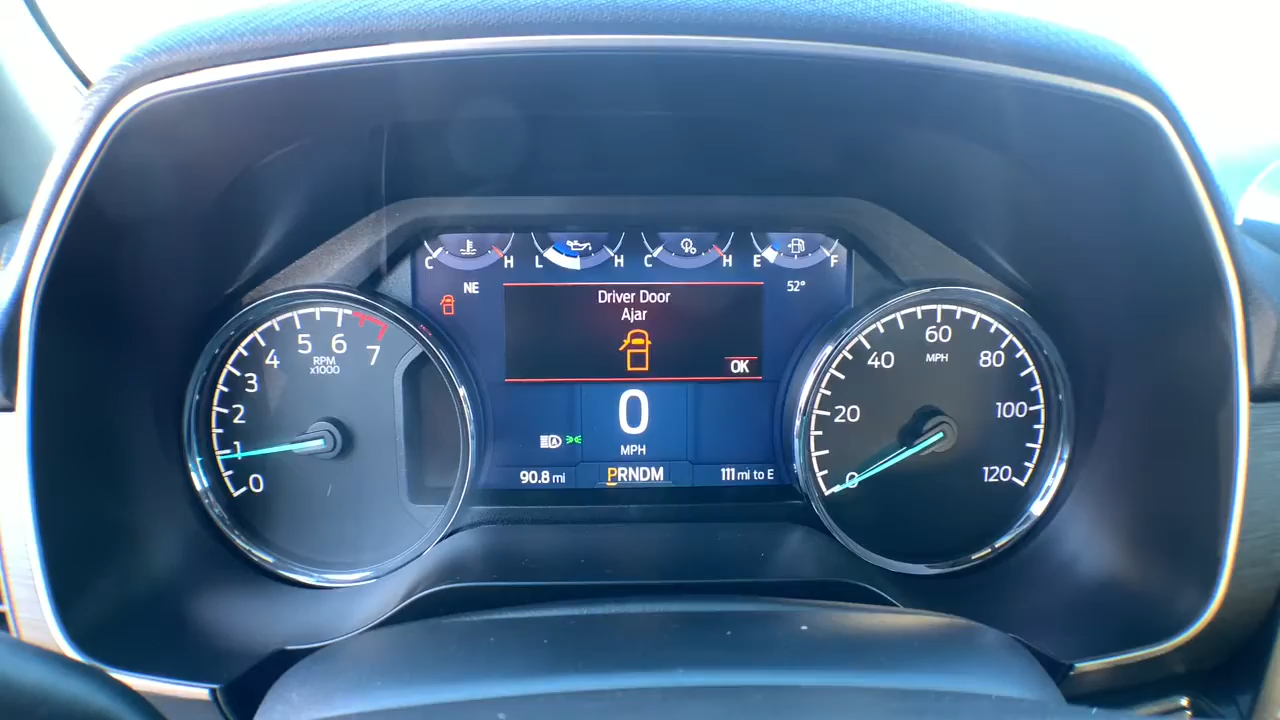 C H L H C H E F
NE
52°
Driver Door
Ajar
OK
0
MPH
90.8 mi
PRNDM
111 mi to E
0
1
2
3
4
5
6
7
RPM
x1000
0
20
40
60
80
100
120
MPH
A